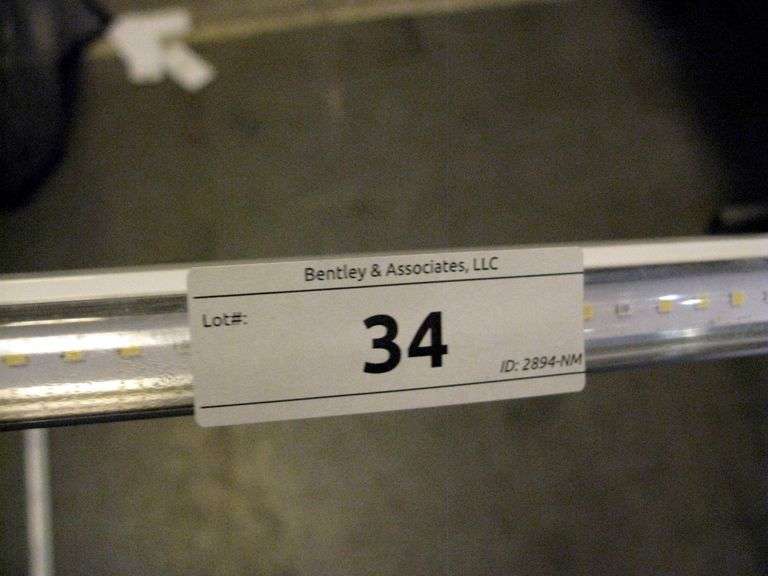 Bentley & Associates, LLC
Lot#:
34
ID: 2894-NM